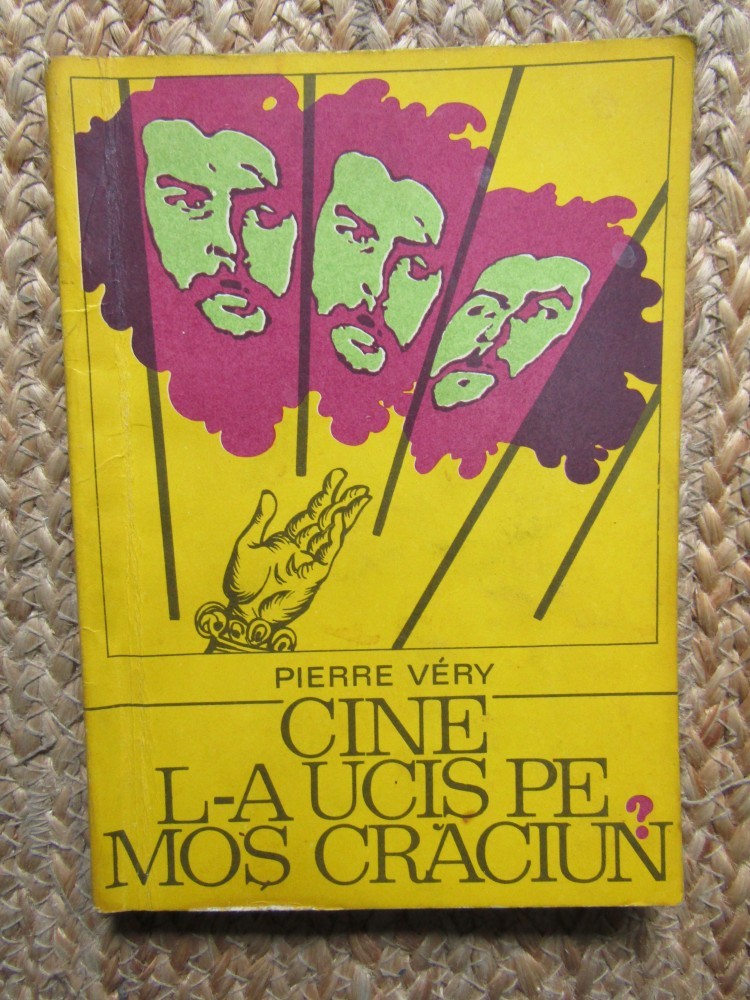 PIERRE VÉRY
CINE
L-A UCIS PE
MOȘ CRĂCIUN?